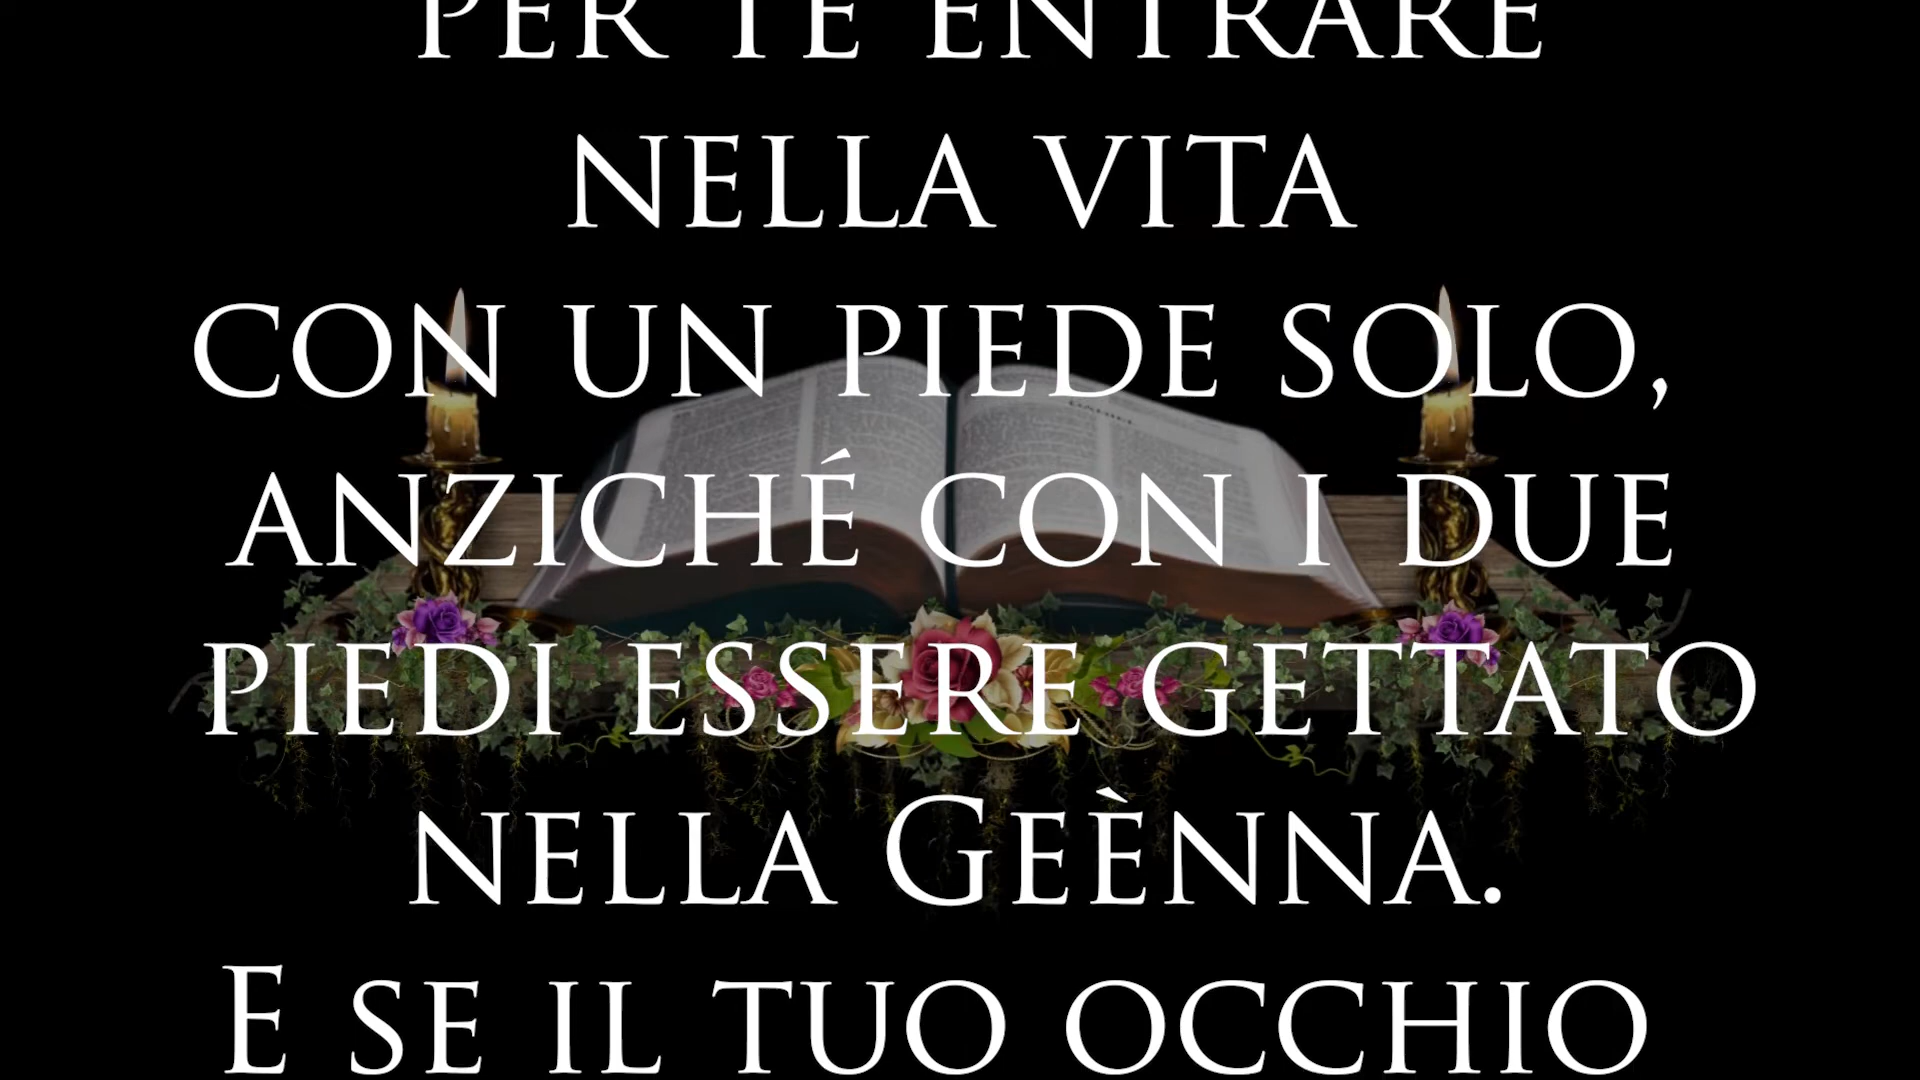 PER TE ENTRARE
NELLA VITA
CON UN PIEDE SOLO,
ANZICHÉ CON I DUE
PIEDI ESSERE GETTATO
NELLA GEÈNNA.
E SE IL TUO OCCHIO